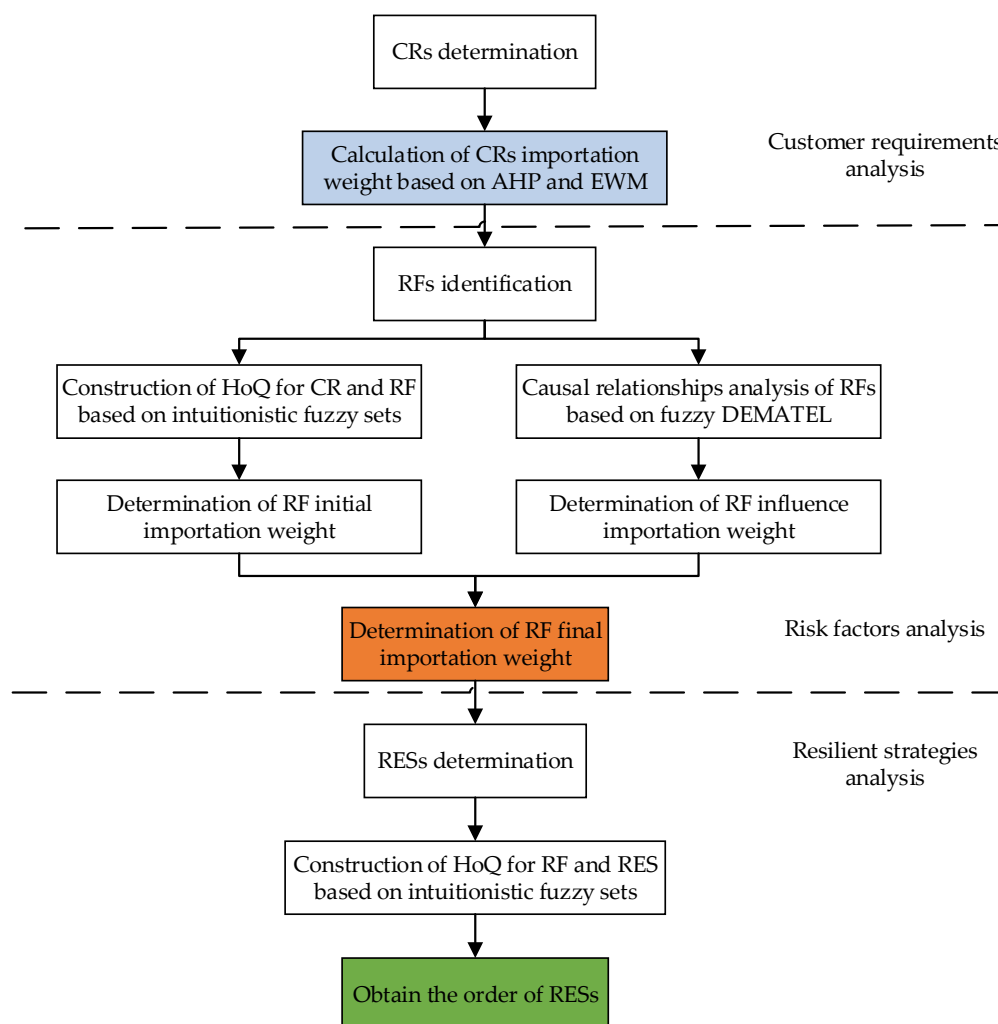 CRs determination
Calculation of CRs importation
weight based on AHP and EWM
Customer requirements
analysis
RFs identification
Construction of HoQ for CR and RF
based on intuitionistic fuzzy sets
Causal relationships analysis of RFs
based on fuzzy DEMATEL
Determination of RF initial
importation weight
Determination of RF influence
importation weight
Determination of RF final
importation weight
Risk factors analysis
RESs determination
Resilient strategies
analysis
Construction of HoQ for RF and RES
based on intuitionistic fuzzy sets
Obtain the order of RESs